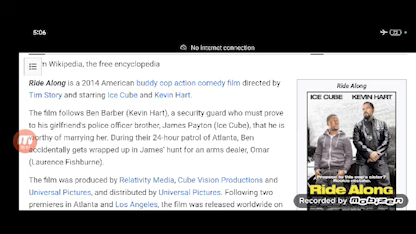 5:06
No internet connection
n Wikipedia, the free encyclopedia
Ride Along is a 2014 American buddy cop action comedy film directed by
Tim Story and starring Ice Cube and Kevin Hart.
The film follows Ben Barber (Kevin Hart), a security guard who must prove
to his girlfriend's police officer brother, James Payton (Ice Cube), that he is
worthy of marrying her. During their 24-hour patrol of Atlanta, Ben
accidentally gets wrapped up in James' hunt for an arms dealer, Omar
(Laurence Fishburne).
The film was produced by Relativity Media, Cube Vision Productions and
Universal Pictures, and distributed by Universal Pictures. Following two
premieres in Atlanta and Los Angeles, the film was released worldwide on
Ride Along
ICE CUBE KEVIN HART
Ride Along
Recorded by mobizen